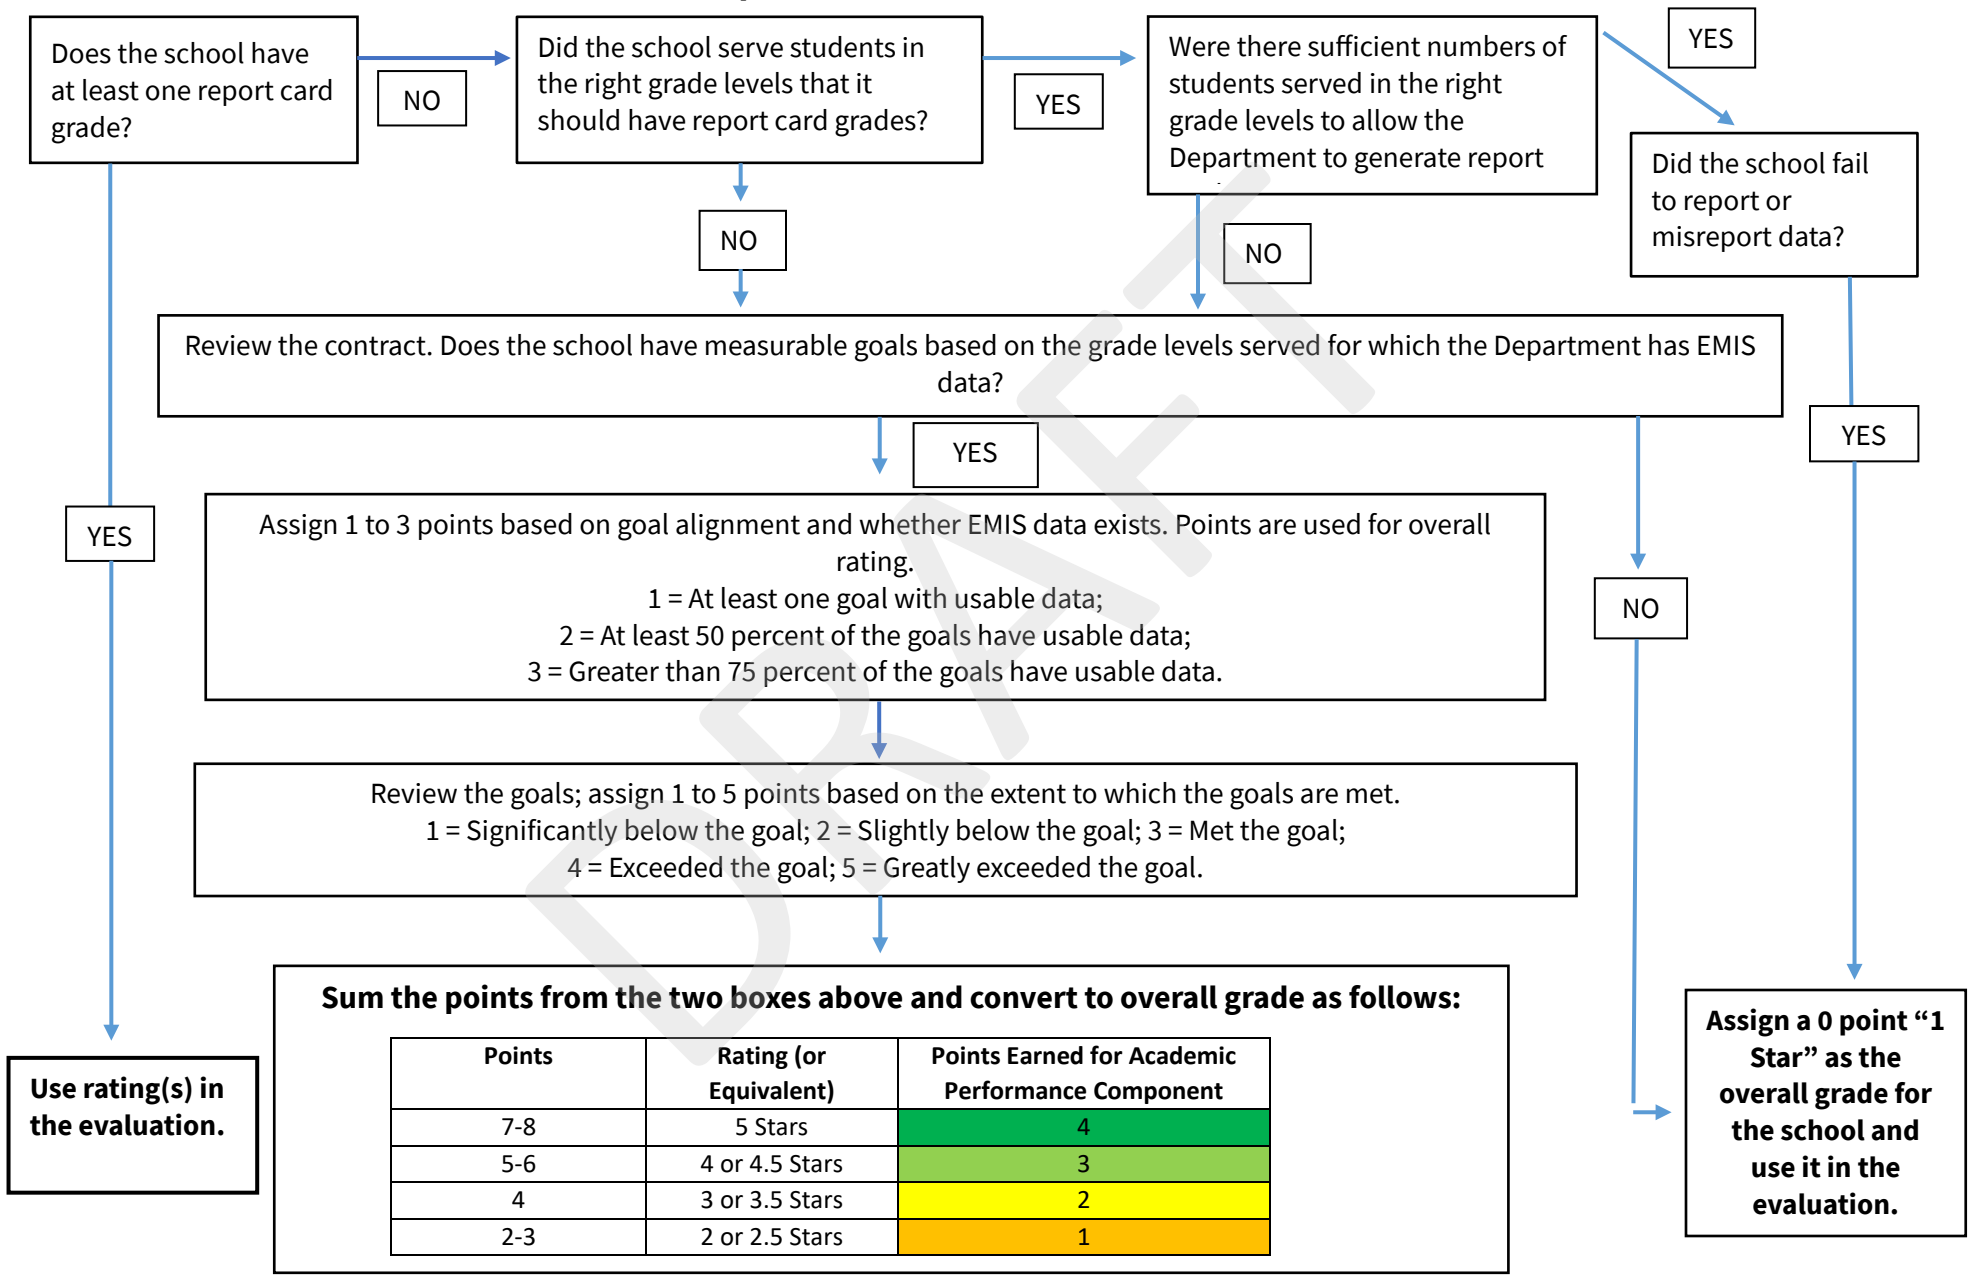 Does the school have
at least one report card
grade?
NO
Did the school serve students in
the right grade levels that it
should have report card grades?
YES
Were there sufficient numbers of
students served in the right
grade levels to allow the
Department to generate report
YES
Did the school fail
to report or
misreport data?
NO
NO
Review the contract. Does the school have measurable goals based on the grade levels served for which the Department has EMIS
data?
YES
YES
YES
NO
Assign 1 to 3 points based on goal alignment and whether EMIS data exists. Points are used for overall
rating.
1 = At least one goal with usable data;
2 = At least 50 percent of the goals have usable data;
3 = Greater than 75 percent of the goals have usable data.
Review the goals; assign 1 to 5 points based on the extent to which the goals are met.
1 = Significantly below the goal; 2 = Slightly below the goal; 3 = Met the goal;
4 = Exceeded the goal; 5 = Greatly exceeded the goal.
Use rating(s) in
the evaluation.
Sum the points from the two boxes above and convert to overall grade as follows:
Points
Rating (or
Equivalent)
Points Earned for Academic
Performance Component
7-8 5 Stars 4
5-6 4 or 4.5 Stars 3
4 3 or 3.5 Stars 2
2-3 2 or 2.5 Stars 1
Assign a 0 point “1
Star” as the
overall grade for
the school and
use it in the
evaluation.
DRAFT